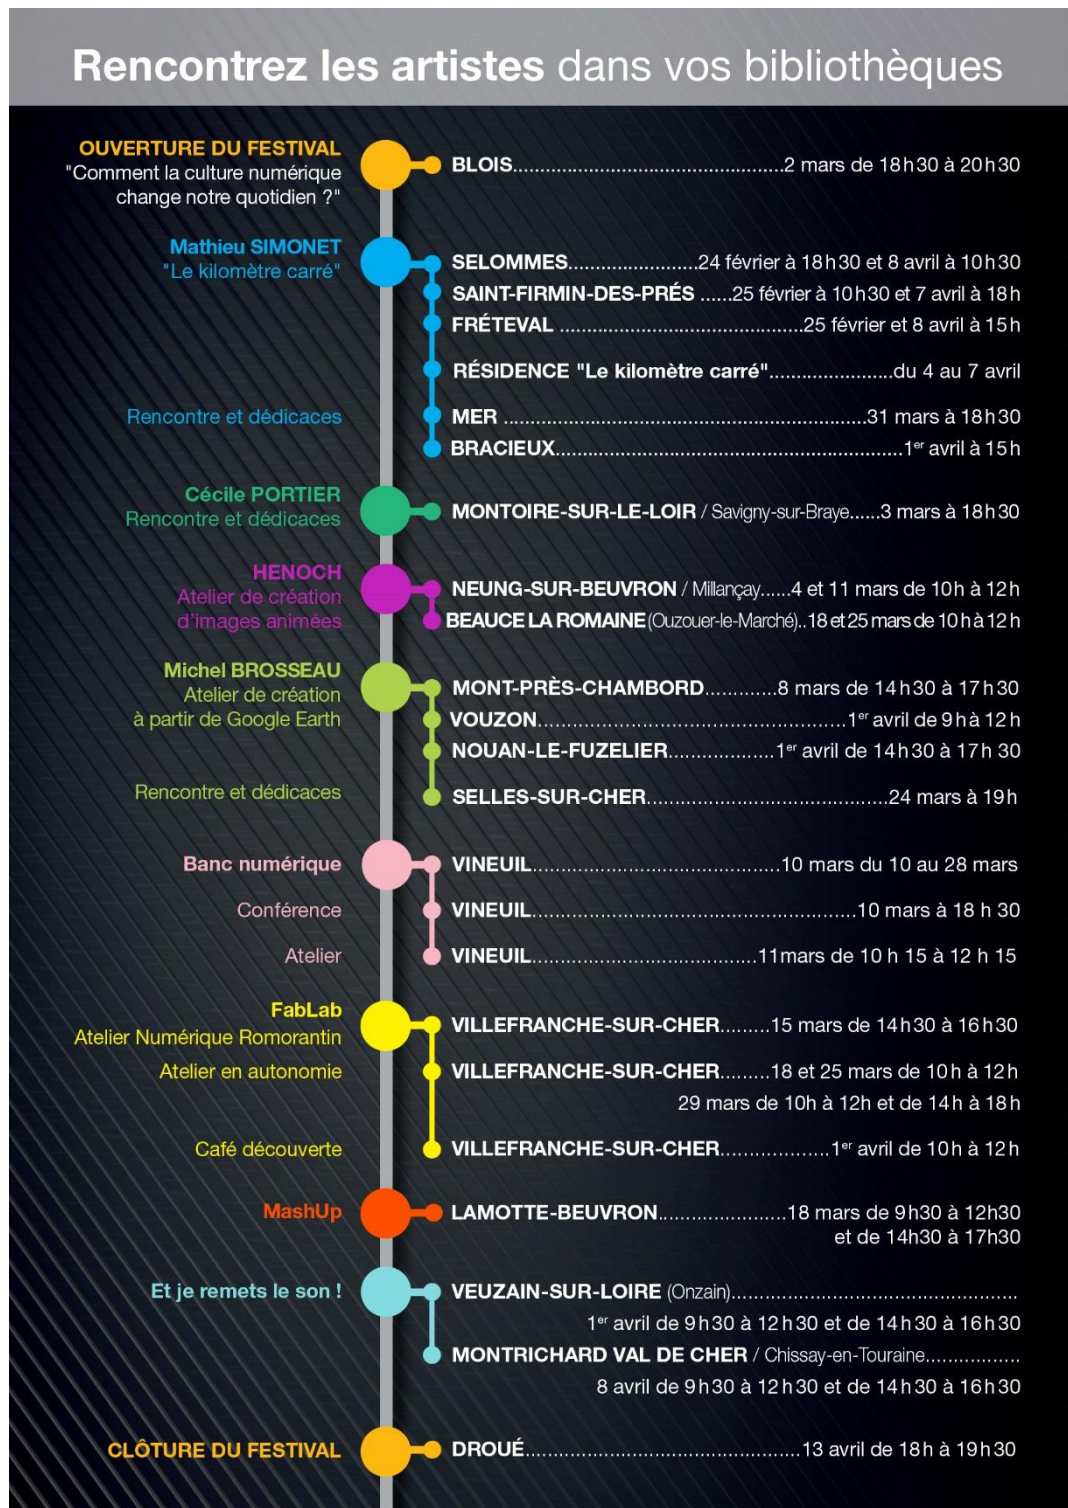 Rencontrez les artistes dans vos bibliothèques
OUVERTURE DU FESTIVAL
"Comment la culture numérique
change notre quotidien ?"
BLOIS................................................2 mars de 18h30 à 20h30
Mathieu SIMONET
"Le kilomètre carré"
SELOMMES.......................24 février à 18h30 et 8 avril à 10h30
SAINT-FIRMIN-DES-PRÉS ......25 février à 10h30 et 7 avril à 18h
FRÉTEVAL ...........................................25 février et 8 avril à 15h
RÉSIDENCE "Le kilomètre carré"......................du 4 au 7 avril
Rencontre et dédicaces
MER ................................................................31 mars à 18h30
BRACIEUX.............................................................1er avril à 15h
Cécile PORTIER
Rencontre et dédicaces
MONTOIRE-SUR-LE-LOIR / Savigny-sur-Braye......3 mars à 18h30
HENOCH
Atelier de création
d'images animées
NEUNG-SUR-BEUVRON / Millançay......4 et 11 mars de 10h à 12h
BEAUCE LA ROMAINE (Ouzouer-le-Marché)..18 et 25 mars de 10h à 12h
Michel BROSSEAU
Atelier de création
à partir de Google Earth
MONT-PRÈS-CHAMBORD.............8 mars de 14h30 à 17h30
VOUZON......................................................1er avril de 9h à 12h
NOUAN-LE-FUZELIER...................1er avril de 14h30 à 17h 30
Rencontre et dédicaces
SELLES-SUR-CHER...........................................24 mars à 19h
Banc numérique
VINEUIL............................................10 mars du 10 au 28 mars
Conférence
VINEUIL.........................................................10 mars à 18 h 30
Atelier
VINEUIL.......................................11mars de 10 h 15 à 12 h 15
FabLab
Atelier Numérique Romorantin
VILLEFRANCHE-SUR-CHER.........15 mars de 14h30 à 16h30
Atelier en autonomie
VILLEFRANCHE-SUR-CHER.........18 et 25 mars de 10h à 12h
29 mars de 10h à 12h et de 14h à 18h
Café découverte
VILLEFRANCHE-SUR-CHER...................1er avril de 10h à 12h
MashUp
LAMOTTE-BEUVRON.......................18 mars de 9h30 à 12h30
et de 14h30 à 17h30
Et je remets le son !
VEUZAIN-SUR-LOIRE (Onzain)..................................................
1er avril de 9h30 à 12h30 et de 14h30 à 16h30
MONTRICHARD VAL DE CHER / Chissay-en-Touraine.................
8 avril de 9h30 à 12h30 et de 14h30 à 16h30
CLÔTURE DU FESTIVAL
DROUÉ.................................................13 avril de 18h à 19h30